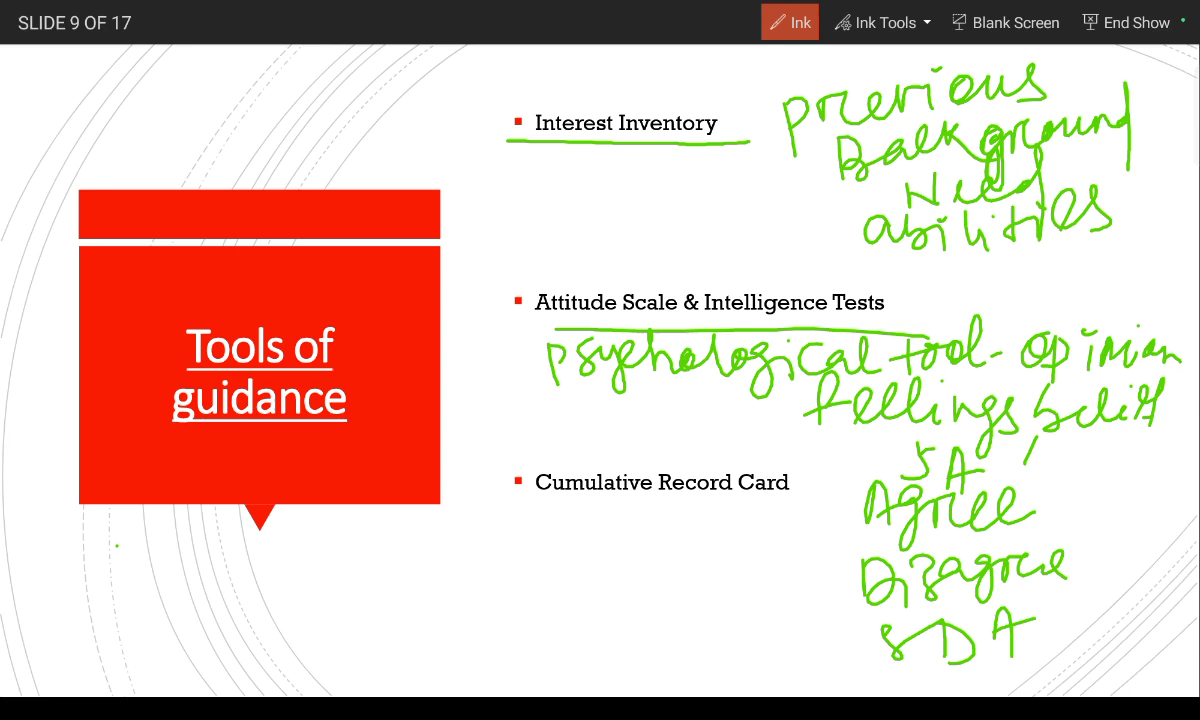 SLIDE 9 OF 17
Ink
Ink Tools
Blank Screen
End Show
Tools of
guidance
Interest Inventory
Previous
Background
Need
abilities
Attitude Scale & Intelligence Tests
Psychological tool - opinion
feelings, belief
SA
Agree
Disagree
SDA
Cumulative Record Card